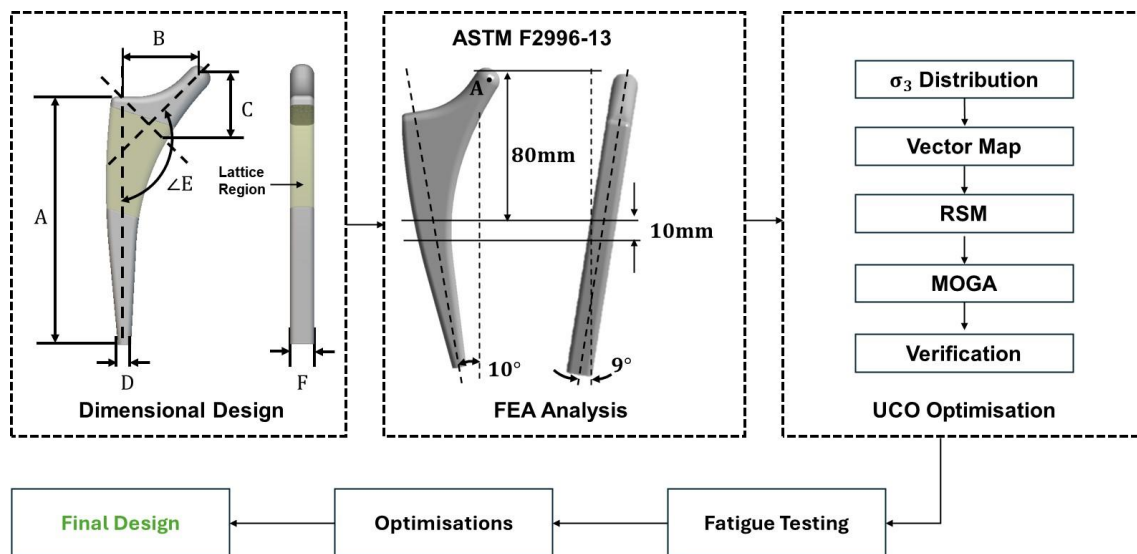 B
C
A
∠E
Lattice
Region
D
F
Dimensional Design
ASTM F2996-13
A
80mm
10mm
10°
9°
FEA Analysis
σ₃ Distribution
Vector Map
RSM
MOGA
Verification
UCO Optimisation
Final Design
Optimisations
Fatigue Testing